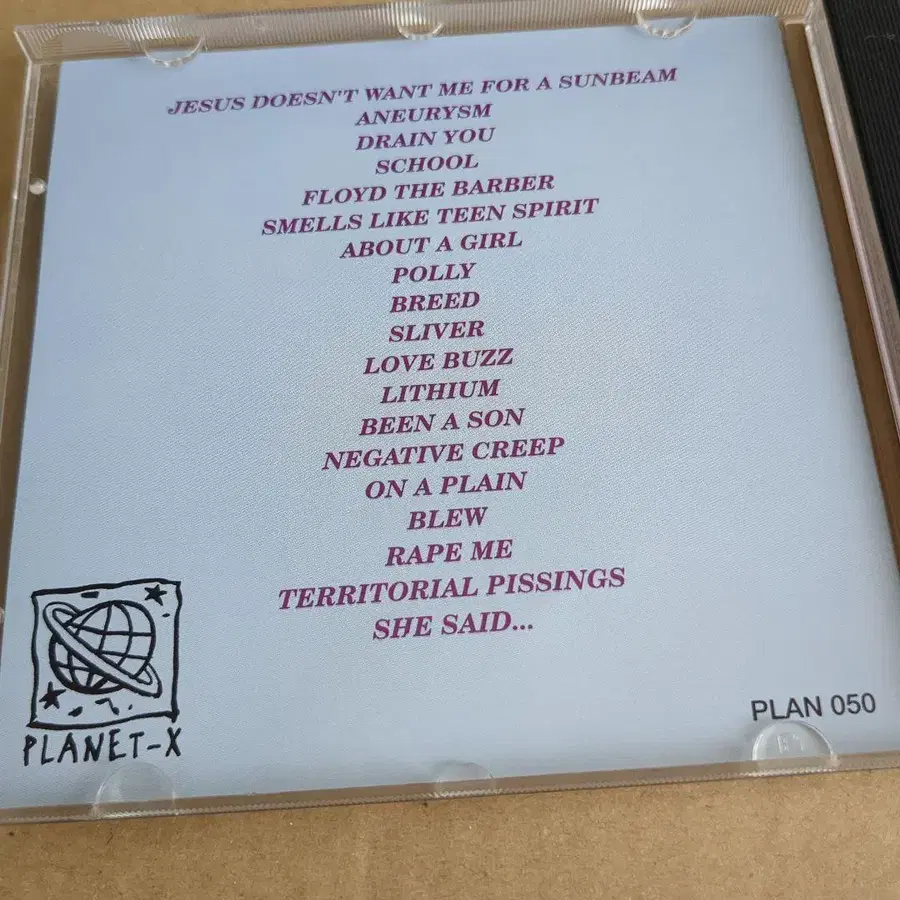 JESUS DOESN'T WANT ME FOR A SUNBEAM
ANEURYSM
DRAIN YOU
SCHOOL
FLOYD THE BARBER
SMELLS LIKE TEEN SPIRIT
ABOUT A GIRL
POLLY
BREED
SLIVER
LOVE BUZZ
LITHIUM
BEEN A SON
NEGATIVE CREEP
ON A PLAIN
BLEW
RAPE ME
TERRITORIAL PISSINGS
SHE SAID...
PLANET-X
PLAN 050